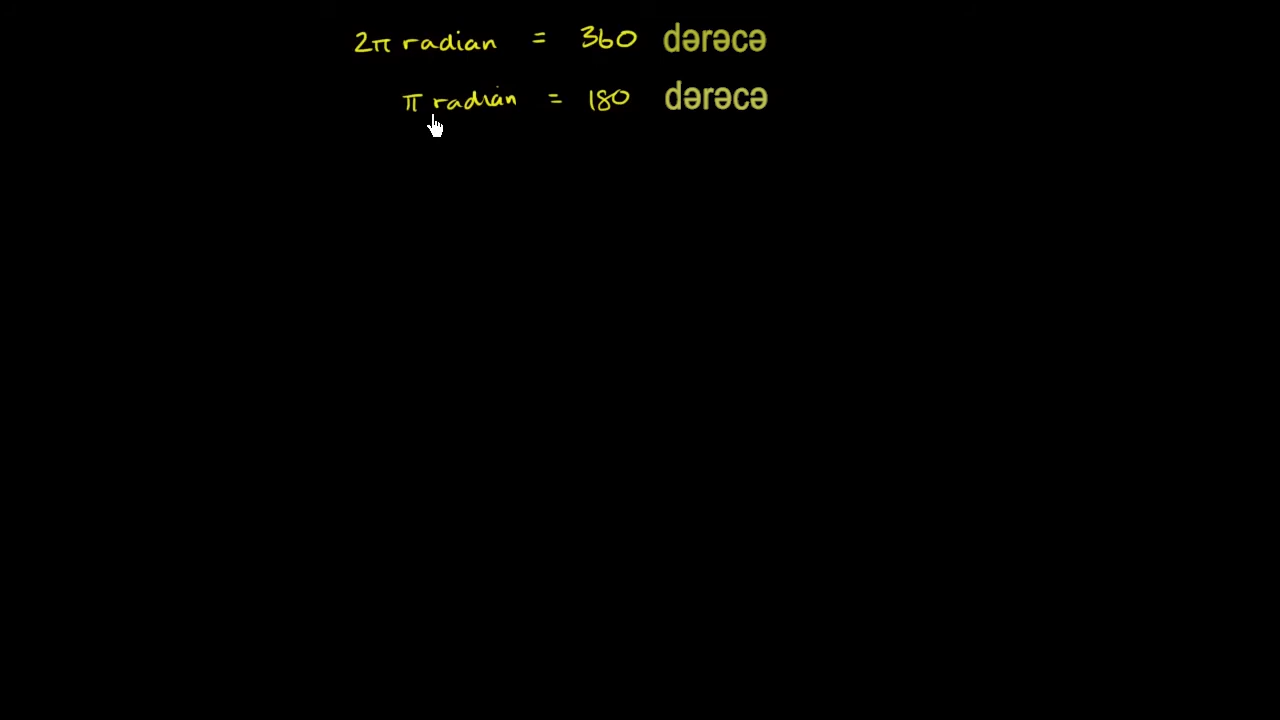 2π radian = 360 dərəcə
π radian = 180 dərəcə